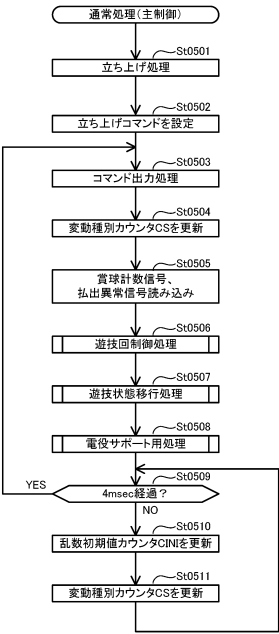 通常処理(主制御)
St0501
立ち上げ処理
St0502
立ち上げコマンドを設定
St0503
コマンド出力処理
St0504
変動種別カウンタCSを更新
St0505
賞球計数信号、
払出異常信号読み込み
St0506
遊技回制御処理
St0507
遊技状態移行処理
St0508
電役サポート用処理
St0509
YES
4msec経過?
NO
St0510
乱数初期値カウンタCINIを更新
St0511
変動種別カウンタCSを更新